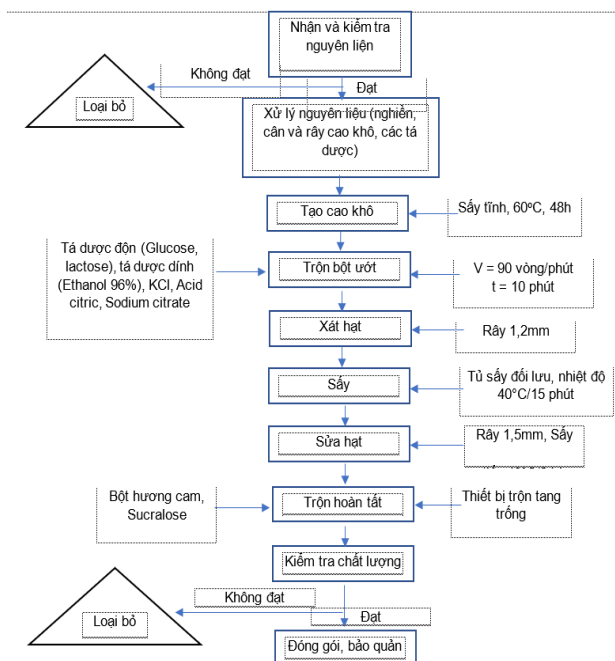 Nhận và kiểm tra
nguyên liện
Không đạt
Đạt
Loại bỏ
Xử lý nguyên liệu (nghiền,
cân và rây cao khô, các tá
dược)
Tạo cao khô
Sấy tĩnh, 60ºC, 48h
Tá dược độn (Glucose,
lactose), tá dược dính
(Ethanol 96%), KCl, Acid
citric, Sodium citrate
Trộn bột ướt
V = 90 vòng/phút
t = 10 phút
Xát hạt
Rây 1,2mm
Sấy
Tủ sấy đối lưu, nhiệt độ
40°C/15 phút
Sửa hạt
Rây 1,5mm, Sấy
Bột hương cam,
Sucralose
Trộn hoàn tất
Thiết bị trộn tang
trống
Kiểm tra chất lượng
Không đạt
Đạt
Loại bỏ
Đóng gói, bảo quản